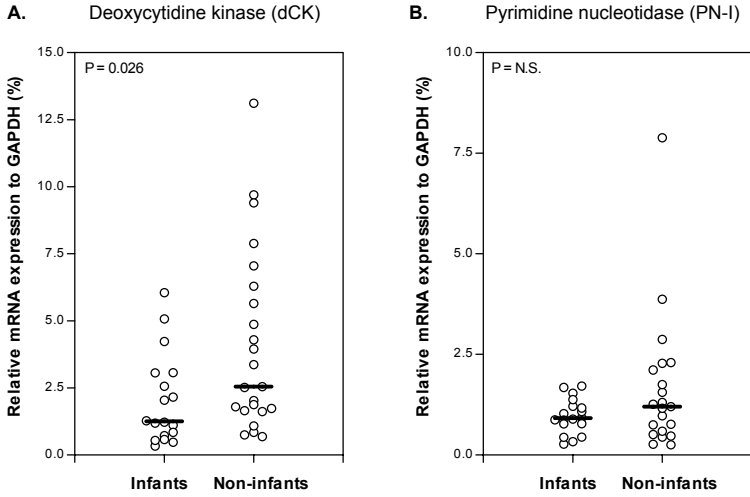 A. Deoxycytidine kinase (dCK)
Relative mRNA expression to GAPDH (%)
15.0
12.5
10.0
7.5
5.0
2.5
0.0
P = 0.026
Infants Non-infants
B. Pyrimidine nucleotidase (PN-I)
Relative mRNA expression to GAPDH (%)
10.0
7.5
5.0
2.5
0.0
P = N.S.
Infants Non-infants